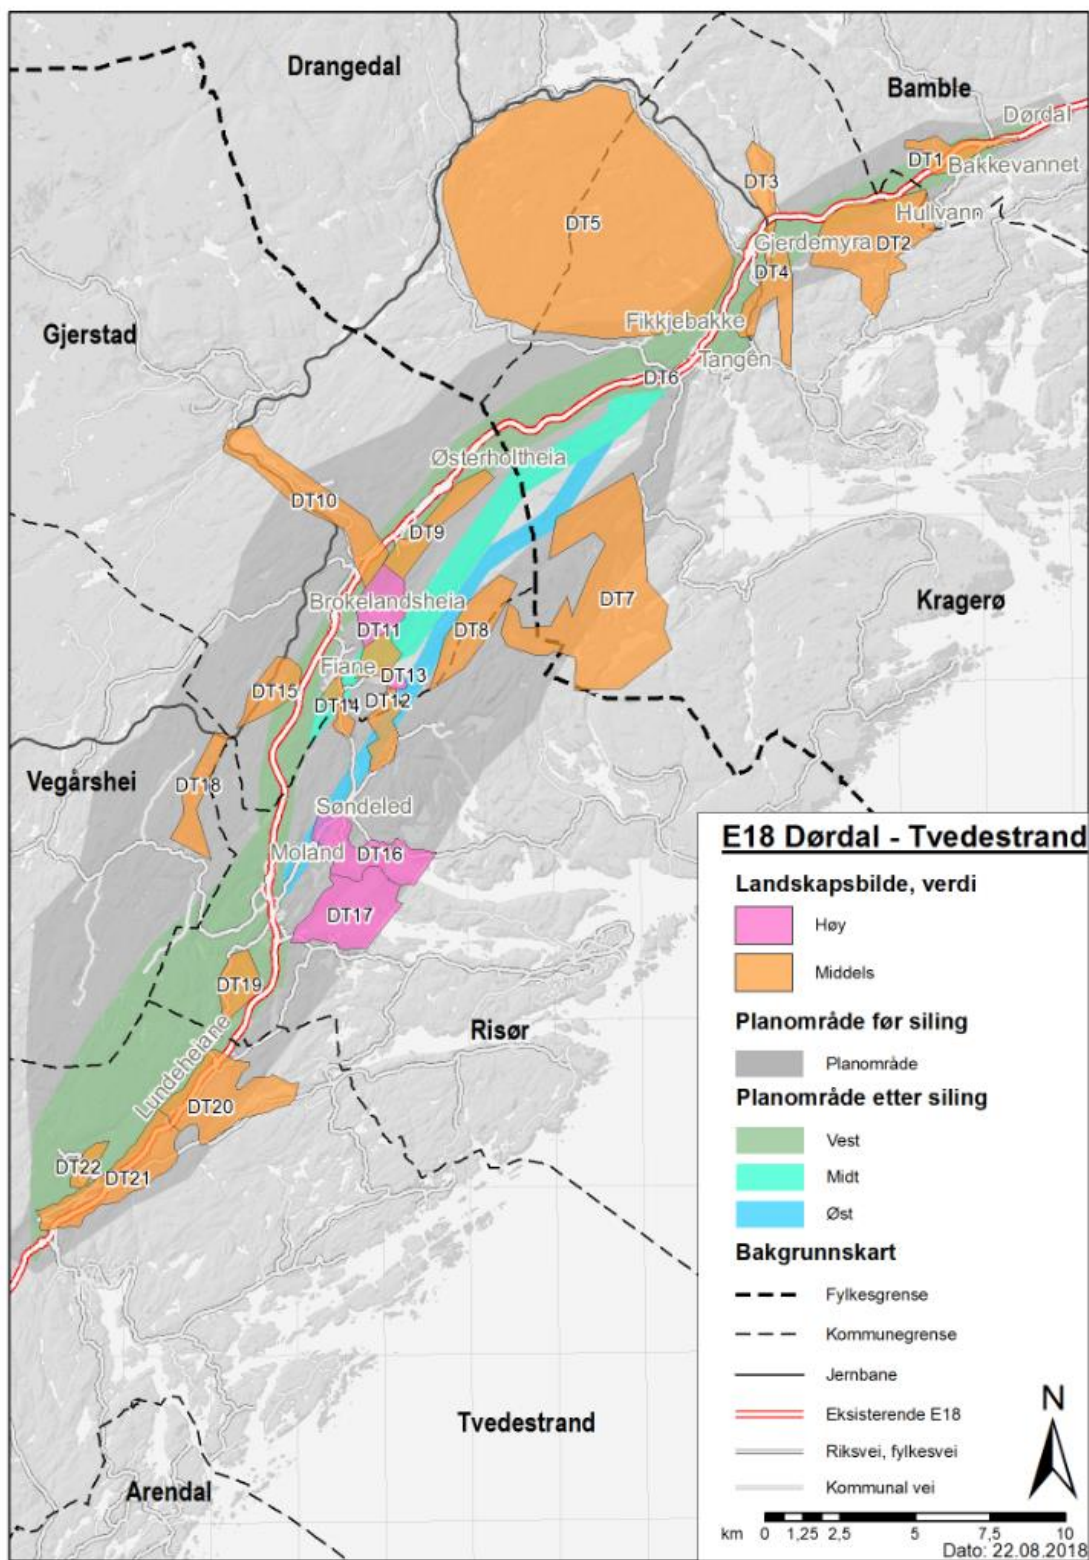 Drangedal
Bamble
Dørdal
DT1
Bakkevannet
DT3
Hullvann
DT5
Gjerdemyra
DT2
DT4
Gjerstad
Fikkjebakke
Tangen
DT6
Østerholtheia
DT10
DT9
Brokelandsheia
DT7
Kragerø
DT11
DT8
Fiane
DT13
DT15
DT14
DT12
Vegårshei
DT18
Søndeled
Moland
DT16
DT17
DT19
Risør
Lundeheiane
DT20
DT22
DT21
Tvedestrand
Arendal
E18 Dørdal - Tvedestrand
Landskapsbilde, verdi
Høy
Middels
Planområde før siling
Planområde
Planområde etter siling
Vest
Midt
Øst
Bakgrunnskart
Fylkesgrense
Kommunegrense
Jernbane
Eksisterende E18
Riksvei, fylkesvei
Kommunal vei
N
km 0 1,25 2,5 5 7,5 10
Dato: 22.08.2018